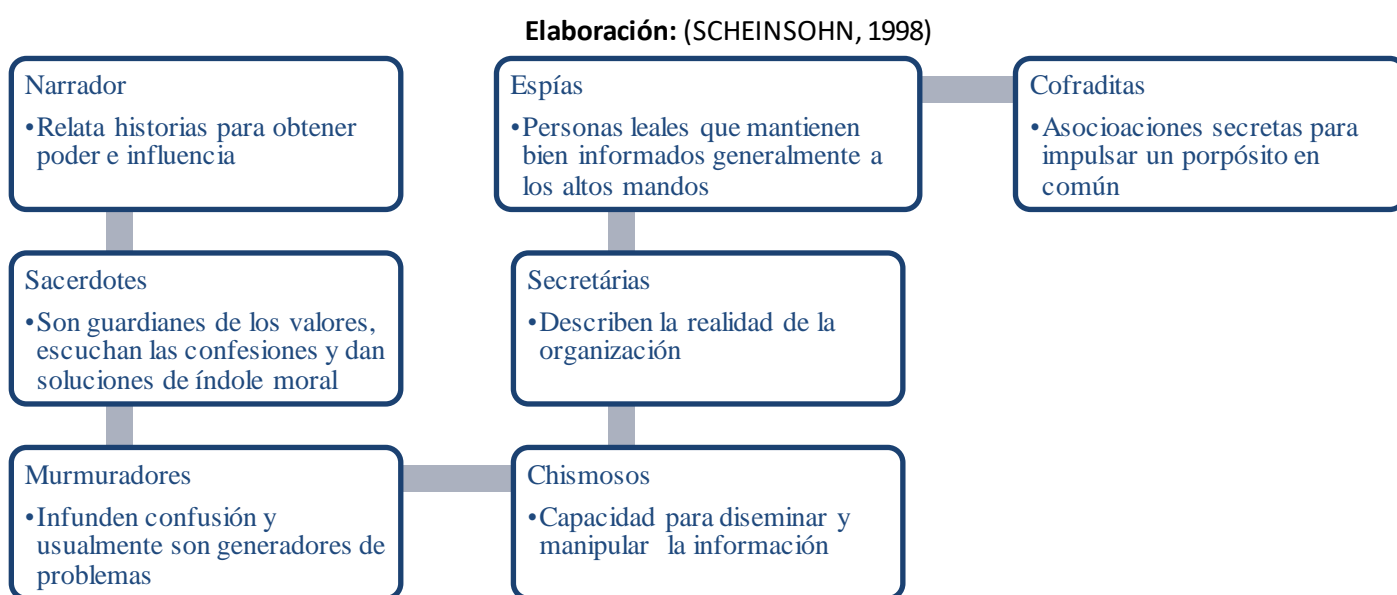 Elaboración: (SCHEINSOHN, 1998)
Narrador
•Relata historias para obtener
poder e influencia
Sacerdotes
•Son guardianes de los valores,
escuchan las confesiones y dan
soluciones de índole moral
Murmuradores
•Infunden confusión y
usualmente son generadores de
problemas
Chismosos
•Capacidad para diseminar y
manipular la información
Secretárias
•Describen la realidad de la
organización
Espías
•Personas leales que mantienen
bien informados generalmente a
los altos mandos
Cofraditas
•Asocioaciones secretas para
impulsar un porpósito en
común